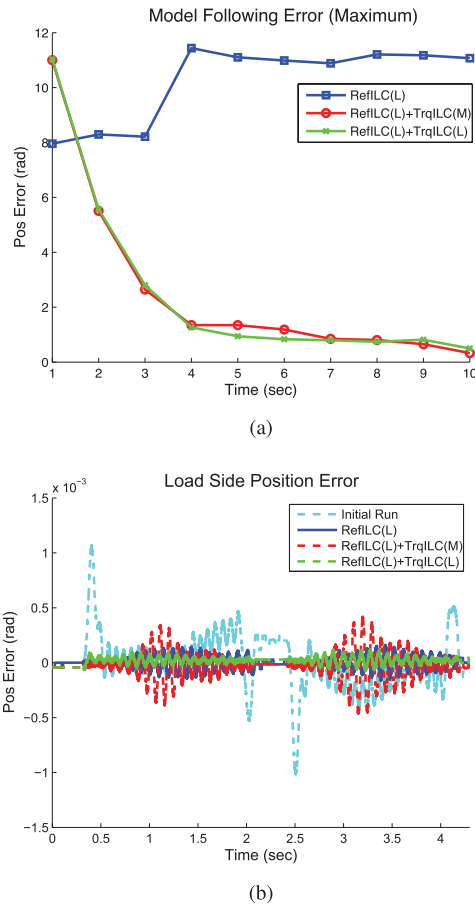 Model Following Error (Maximum)
12
10
8
6
4
2
0
Pos Error (rad)
RefILC(L)
RefILC(L)+TrqILC(M)
RefILC(L)+TrqILC(L)
1 2 3 4 5 6 7 8 9 10
Time (sec)
(a)
Load Side Position Error
x 10⁻³
1.5
1
0.5
0
−0.5
−1
−1.5
Pos Error (rad)
Initial Run
RefILC(L)
RefILC(L)+TrqILC(M)
RefILC(L)+TrqILC(L)
0 0.5 1 1.5 2 2.5 3 3.5 4
Time (sec)
(b)